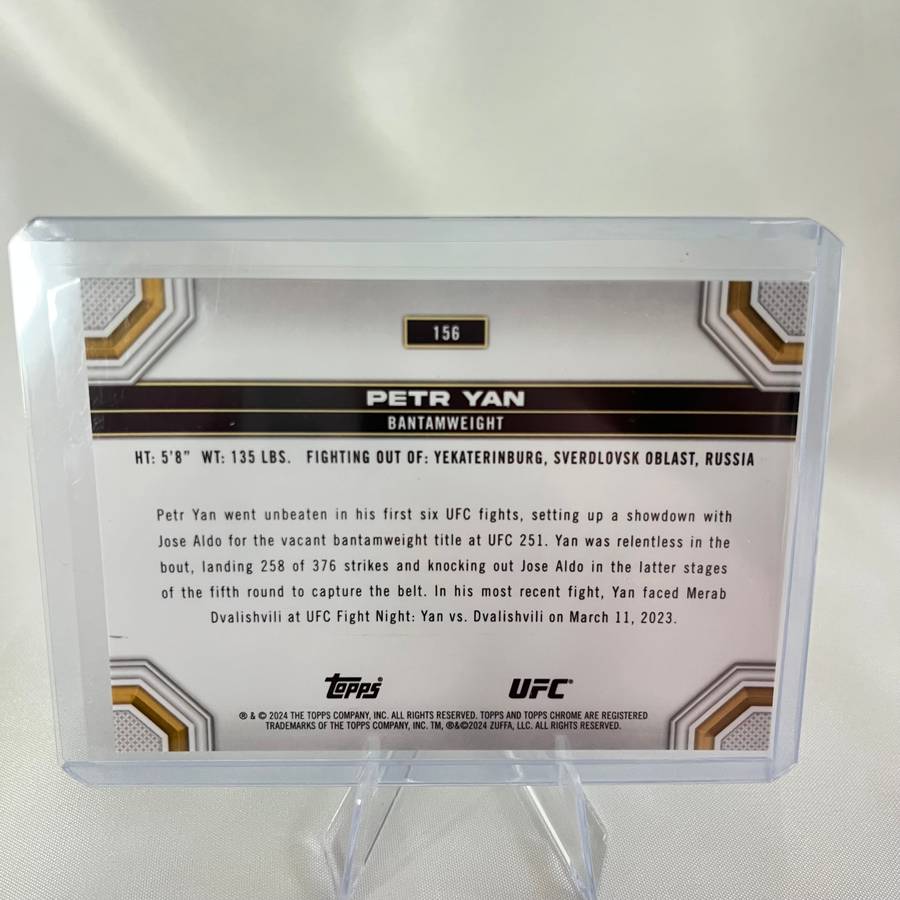 156
PETR YAN
BANTAMWEIGHT
HT: 5'8" WT: 135 LBS. FIGHTING OUT OF: YEKATERINBURG, SVERDLOVSK OBLAST, RUSSIA
Petr Yan went unbeaten in his first six UFC fights, setting up a showdown with
Jose Aldo for the vacant bantamweight title at UFC 251. Yan was relentless in the
bout, landing 258 of 376 strikes and knocking out Jose Aldo in the latter stages
of the fifth round to capture the belt. In his most recent fight, Yan faced Merab
Dvalishvili at UFC Fight Night: Yan vs. Dvalishvili on March 11, 2023.
topps® UFC®
® & © 2024 THE TOPPS COMPANY, INC. ALL RIGHTS RESERVED. TOPPS AND TOPPS CHROME ARE REGISTERED
TRADEMARKS OF THE TOPPS COMPANY, INC. TM, ®&©2024 ZUFFA, LLC. ALL RIGHTS RESERVED.